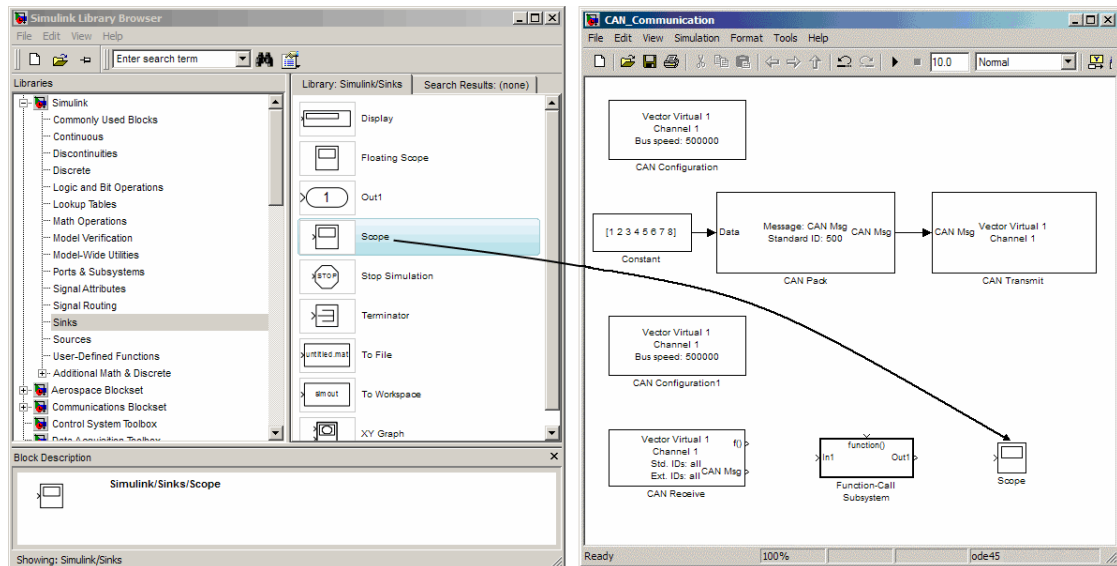 Simulink Library Browser
File Edit View Help
Enter search term
Libraries
Simulink
Commonly Used Blocks
Continuous
Discontinuities
Discrete
Logic and Bit Operations
Lookup Tables
Math Operations
Model Verification
Model-Wide Utilities
Ports & Subsystems
Signal Attributes
Signal Routing
Sinks
Sources
User-Defined Functions
Additional Math & Discrete
Aerospace Blockset
Communications Blockset
Control System Toolbox
Data Acquisition Toolbox
Library: Simulink/Sinks Search Results: (none)
Display
Floating Scope
1 Out1
Scope
STOP Stop Simulation
Terminator
untitled.mat To File
simout To Workspace
XY Graph
Block Description
Simulink/Sinks/Scope
Showing: Simulink/Sinks
CAN_Communication
File Edit View Simulation Format Tools Help
10.0 Normal
Vector Virtual 1
Channel 1
Bus speed: 500000
CAN Configuration
[1 2 3 4 5 6 7 8]
Constant
Data
Message: CAN Msg
Standard ID: 500
CAN Msg
CAN Pack
CAN Msg
Vector Virtual 1
Channel 1
CAN Transmit
Vector Virtual 1
Channel 1
Bus speed: 500000
CAN Configuration1
Vector Virtual 1
Channel 1
Std. IDs: all
Ext. IDs: all
f()
CAN Msg
CAN Receive
function()
In1 Out1
Function-Call
Subsystem
Scope
Ready 100% ode45